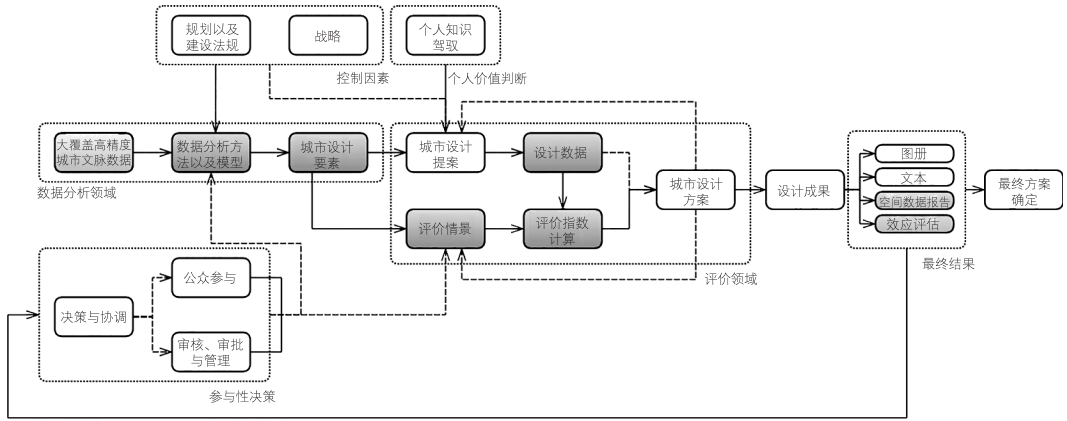 规划以及
建设法规
战略
个人知识
驾驭
控制因素
个人价值判断
大覆盖高精度
城市文脉数据
数据分析方
法以及模型
城市设计
要素
城市设计
提案
设计数据
数据分析领域
评价情景
评价指数
计算
城市设计
方案
设计成果
图册
文本
空间数据报告
效应评估
最终方案
确定
评价领域
最终结果
决策与协调
公众参与
审核、审批
与管理
参与性决策